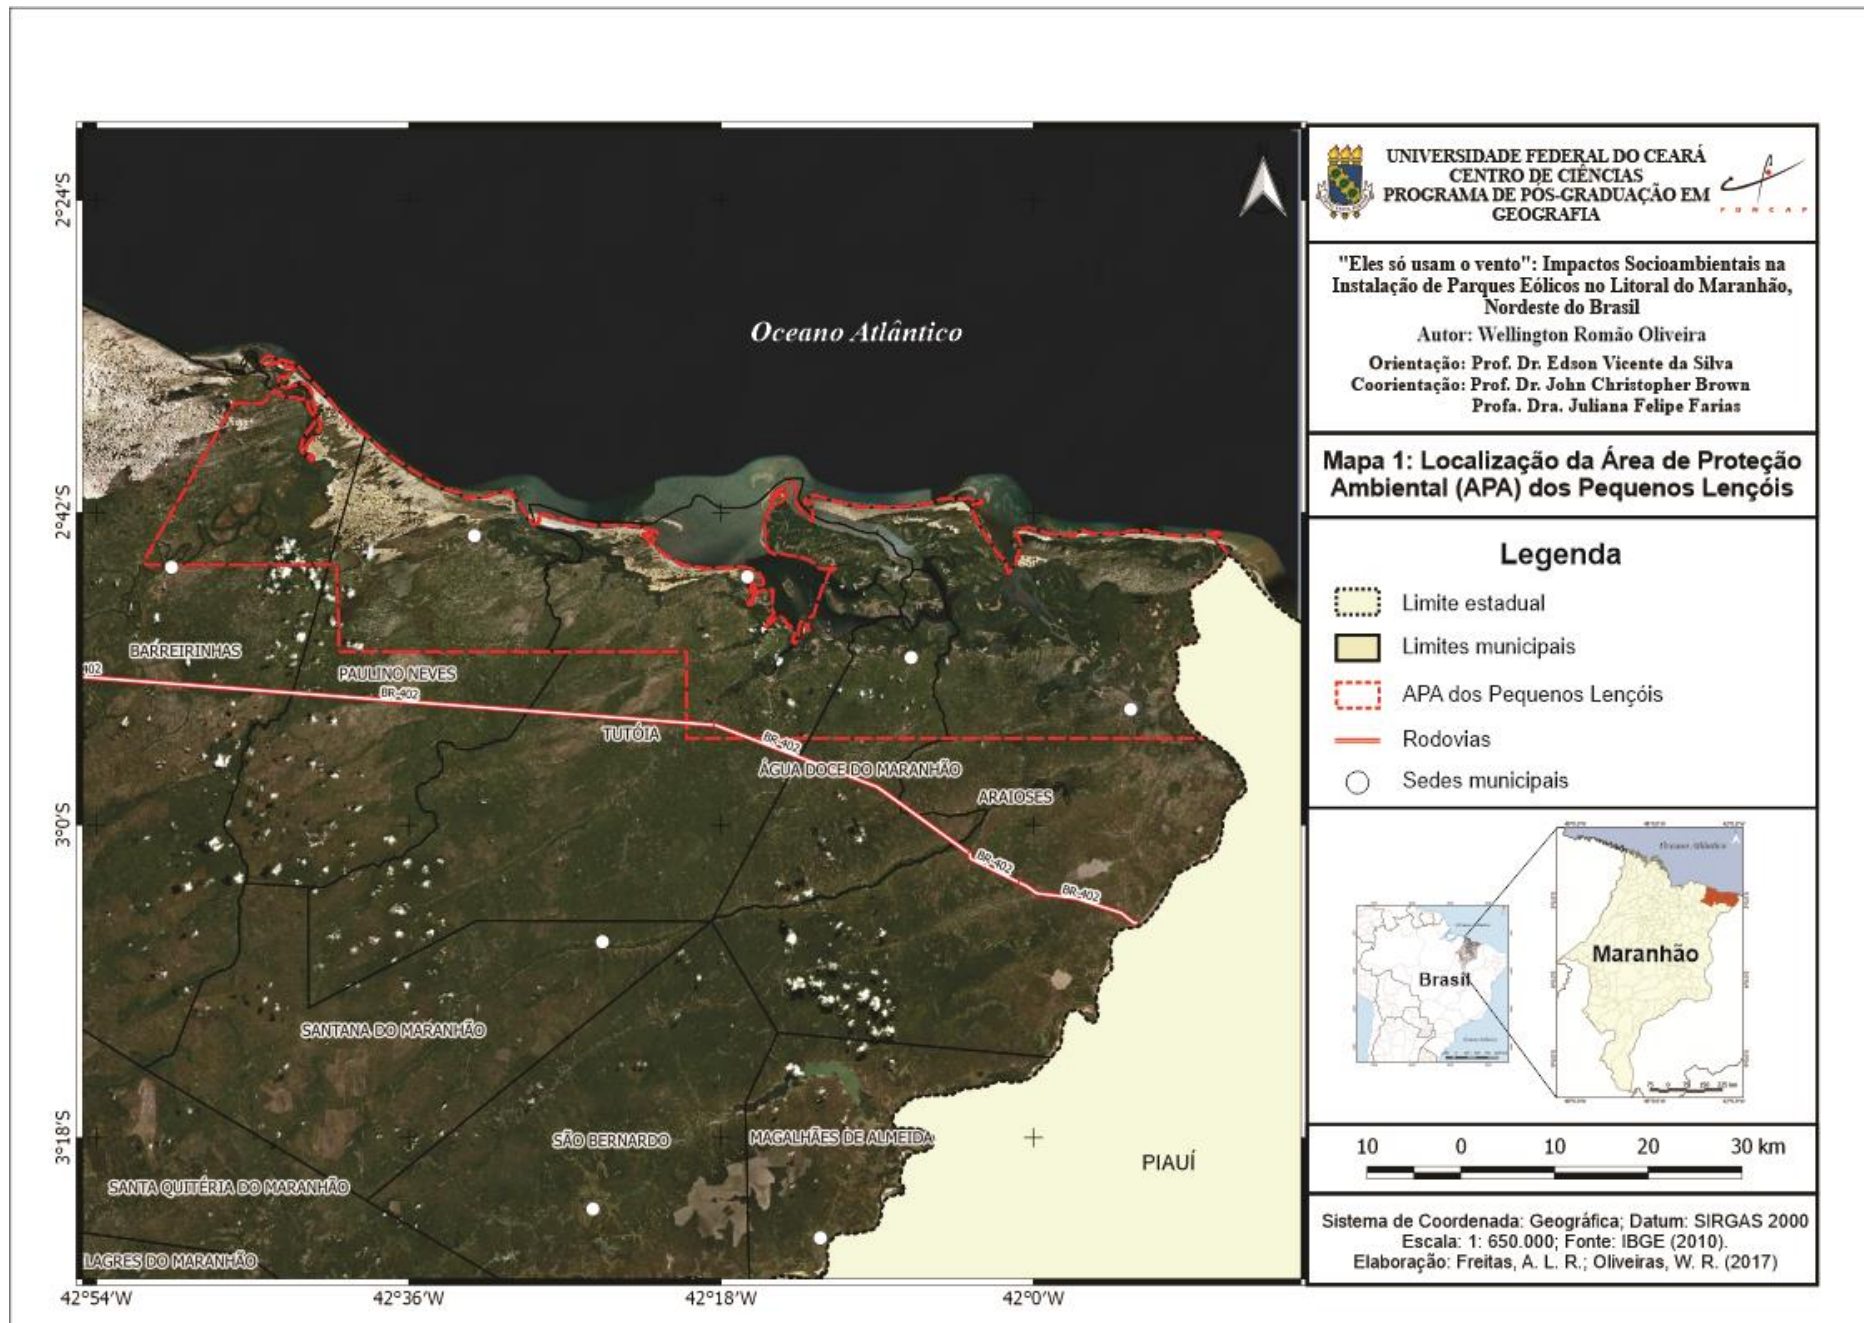 UNIVERSIDADE FEDERAL DO CEARÁ
CENTRO DE CIÊNCIAS
PROGRAMA DE PÓS-GRADUAÇÃO EM
GEOGRAFIA
FUNCAP
"Eles só usam o vento": Impactos Socioambientais na
Instalação de Parques Eólicos no Litoral do Maranhão,
Nordeste do Brasil
Autor: Wellington Romão Oliveira
Orientação: Prof. Dr. Edson Vicente da Silva
Coorientação: Prof. Dr. John Christopher Brown
Profa. Dra. Juliana Felipe Farias
Mapa 1: Localização da Área de Proteção
Ambiental (APA) dos Pequenos Lençóis
Legenda
Limite estadual
Limites municipais
APA dos Pequenos Lençóis
Rodovias
Sedes municipais
Oceano Atlântico
Maranhão
Brasil
10 0 10 20 30 km
Sistema de Coordenada: Geográfica; Datum: SIRGAS 2000
Escala: 1: 650.000; Fonte: IBGE (2010).
Elaboração: Freitas, A. L. R.; Oliveiras, W. R. (2017)
2°24'S
2°42'S
3°0'S
3°18'S
42°54'W
42°36'W
42°18'W
42°0'W
Oceano Atlântico
BARREIRINHAS
402
PAULINO NEVES
BR-402
TUTÓIA
BR-402
ÁGUA DOCE DO MARANHÃO
ARAIOSES
BR-402
BR-402
SANTANA DO MARANHÃO
SÃO BERNARDO
MAGALHÃES DE ALMEIDA
PIAUÍ
SANTA QUITÉRIA DO MARANHÃO
LAGRES DO MARANHÃO